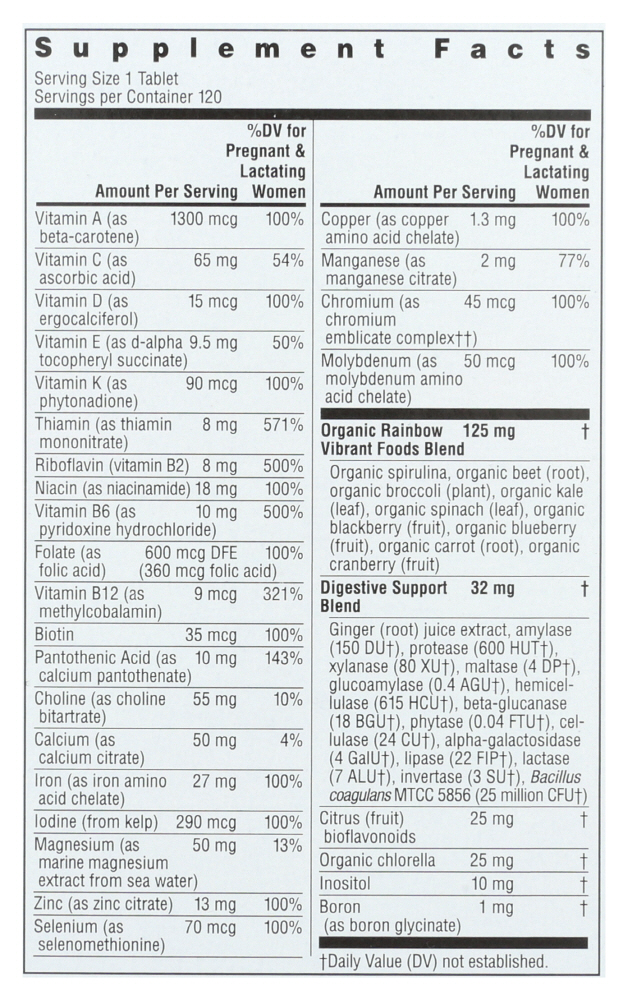 Supplement Facts
Serving Size 1 Tablet
Servings per Container 120
%DV for
Pregnant &
Lactating
Amount Per Serving Women
Vitamin A (as 1300 mcg 100%
beta-carotene)
Vitamin C (as 65 mg 54%
ascorbic acid)
Vitamin D (as 15 mcg 100%
ergocalciferol)
Vitamin E (as d-alpha 9.5 mg 50%
tocopheryl succinate)
Vitamin K (as 90 mcg 100%
phytonadione)
Thiamin (as thiamin 8 mg 571%
mononitrate)
Riboflavin (vitamin B2) 8 mg 500%
Niacin (as niacinamide) 18 mg 100%
Vitamin B6 (as 10 mg 500%
pyridoxine hydrochloride)
Folate (as 600 mcg DFE 100%
folic acid) (360 mcg folic acid)
Vitamin B12 (as 9 mcg 321%
methylcobalamin)
Biotin 35 mcg 100%
Pantothenic Acid (as 10 mg 143%
calcium pantothenate)
Choline (as choline 55 mg 10%
bitartrate)
Calcium (as 50 mg 4%
calcium citrate)
Iron (as iron amino 27 mg 100%
acid chelate)
Iodine (from kelp) 290 mcg 100%
Magnesium (as 50 mg 13%
marine magnesium
extract from sea water)
Zinc (as zinc citrate) 13 mg 100%
Selenium (as 70 mcg 100%
selenomethionine)
%DV for
Pregnant &
Lactating
Amount Per Serving Women
Copper (as copper 1.3 mg 100%
amino acid chelate)
Manganese (as 2 mg 77%
manganese citrate)
Chromium (as 45 mcg 100%
chromium
emblicate complex††)
Molybdenum (as 50 mcg 100%
molybdenum amino
acid chelate)
Organic Rainbow 125 mg †
Vibrant Foods Blend
Organic spirulina, organic beet (root),
organic broccoli (plant), organic kale
(leaf), organic spinach (leaf), organic
blackberry (fruit), organic blueberry
(fruit), organic carrot (root), organic
cranberry (fruit)
Digestive Support 32 mg †
Blend
Ginger (root) juice extract, amylase
(150 DU†), protease (600 HUT†),
xylanase (80 XU†), maltase (4 DP†),
glucoamylase (0.4 AGU†), hemicel-
lulase (615 HCU†), beta-glucanase
(18 BGU†), phytase (0.04 FTU†), cel-
lulase (24 CU†), alpha-galactosidase
(4 GalU†), lipase (22 FIP†), lactase
(7 ALU†), invertase (3 SU†), Bacillus
coagulans MTCC 5856 (25 million CFU†)
Citrus (fruit) 25 mg †
bioflavonoids
Organic chlorella 25 mg †
Inositol 10 mg †
Boron 1 mg †
(as boron glycinate)
†Daily Value (DV) not established.